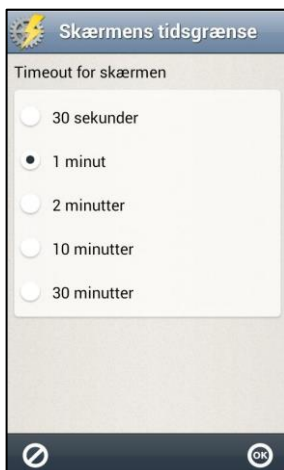 Skærmens tidsgrænse
Timeout for skærmen
30 sekunder
1 minut
2 minutter
10 minutter
30 minutter
OK